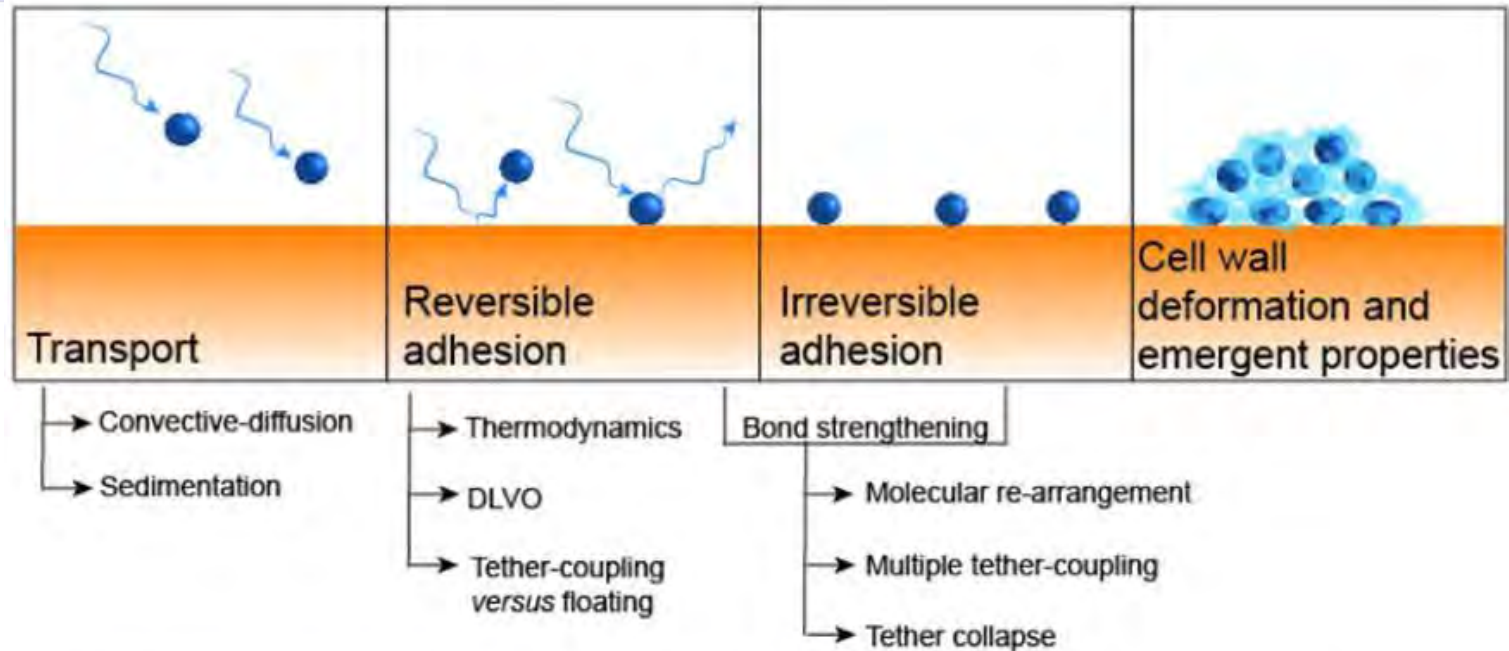 Transport
Reversible
adhesion
Irreversible
adhesion
Cell wall
deformation and
emergent properties
Convective-diffusion
Sedimentation
Thermodynamics
DLVO
Tether-coupling
versus floating
Bond strengthening
Molecular re-arrangement
Multiple tether-coupling
Tether collapse